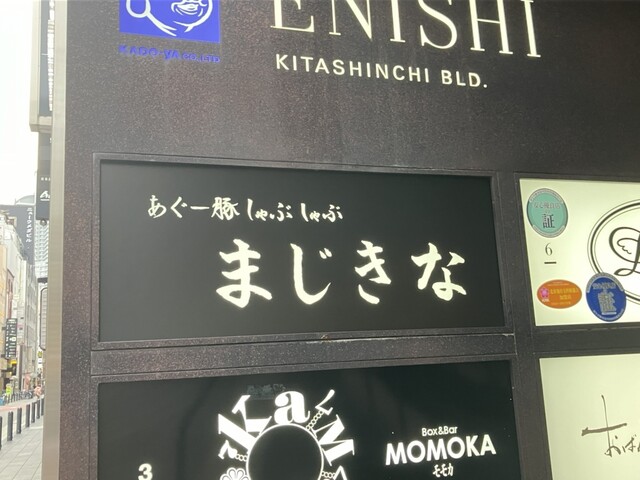 ENISHI
KITASHINCHI BLD.
あぐー豚しゃぶしゃぶ
まじきな
証
6
3
Box&Bar
MOMOKA
モモカ